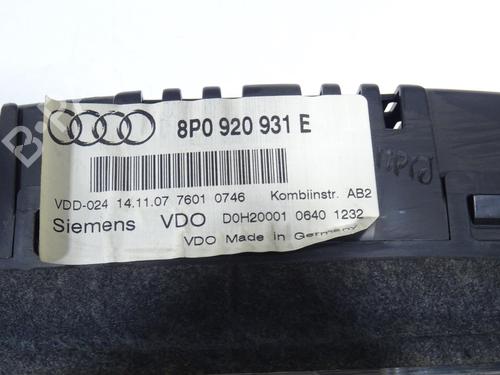 8P0 920 931 E
VDD-024 14.11.07 7601 0746 Kombiinstr. AB2
Siemens VDO D0H20001 0640 1232
VDO Made in Germany